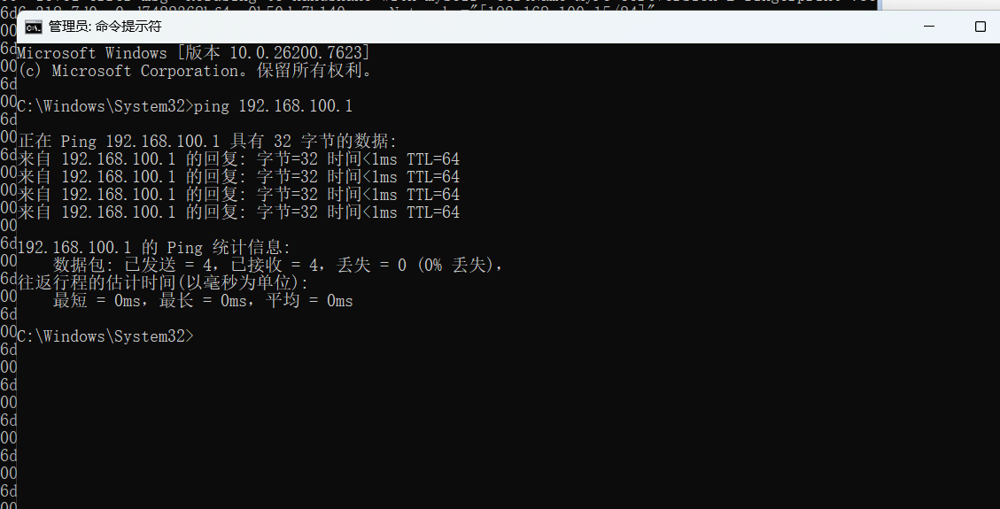 管理员: 命令提示符
Microsoft Windows [版本 10.0.26200.7623]
(c) Microsoft Corporation。保留所有权利。
C:\Windows\System32>ping 192.168.100.1
正在 Ping 192.168.100.1 具有 32 字节的数据:
来自 192.168.100.1 的回复: 字节=32 时间<1ms TTL=64
来自 192.168.100.1 的回复: 字节=32 时间<1ms TTL=64
来自 192.168.100.1 的回复: 字节=32 时间<1ms TTL=64
来自 192.168.100.1 的回复: 字节=32 时间<1ms TTL=64
192.168.100.1 的 Ping 统计信息:
数据包: 已发送 = 4，已接收 = 4，丢失 = 0 (0% 丢失)，
往返行程的估计时间(以毫秒为单位):
最短 = 0ms，最长 = 0ms，平均 = 0ms
C:\Windows\System32>